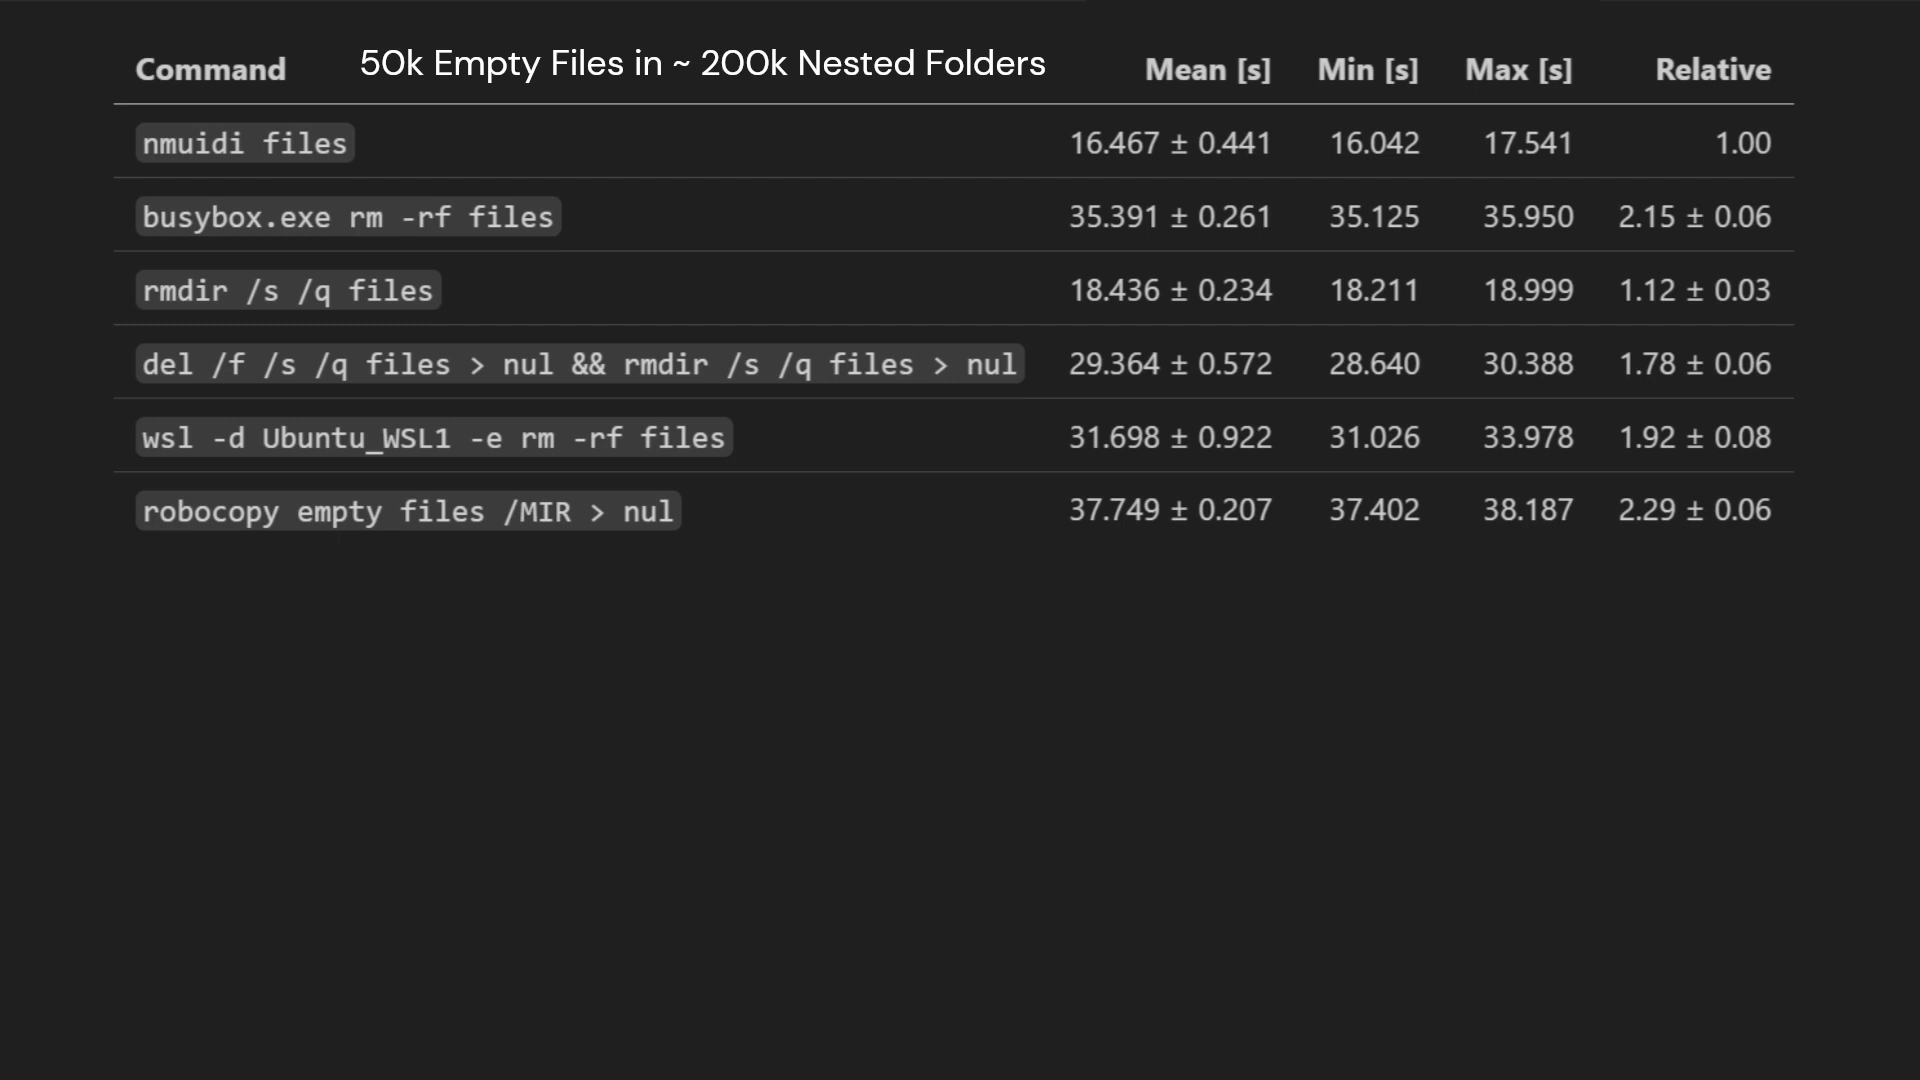 Command 50k Empty Files in ~ 200k Nested Folders Mean [s] Min [s] Max [s] Relative
nmuidi files 16.467 ± 0.441 16.042 17.541 1.00
busybox.exe rm -rf files 35.391 ± 0.261 35.125 35.950 2.15 ± 0.06
rmdir /s /q files 18.436 ± 0.234 18.211 18.999 1.12 ± 0.03
del /f /s /q files > nul && rmdir /s /q files > nul 29.364 ± 0.572 28.640 30.388 1.78 ± 0.06
wsl -d Ubuntu_WSL1 -e rm -rf files 31.698 ± 0.922 31.026 33.978 1.92 ± 0.08
robocopy empty files /MIR > nul 37.749 ± 0.207 37.402 38.187 2.29 ± 0.06